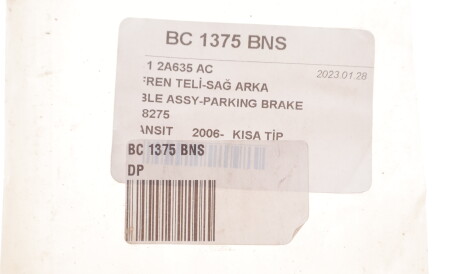 BC 1375 BNS
1 2A635 AC
2023.01.28
FREN TELİ-SAĞ ARKA
BLE ASSY-PARKING BRAKE
8275
ANSIT 2006- KISA TİP
BC 1375 BNS
DP